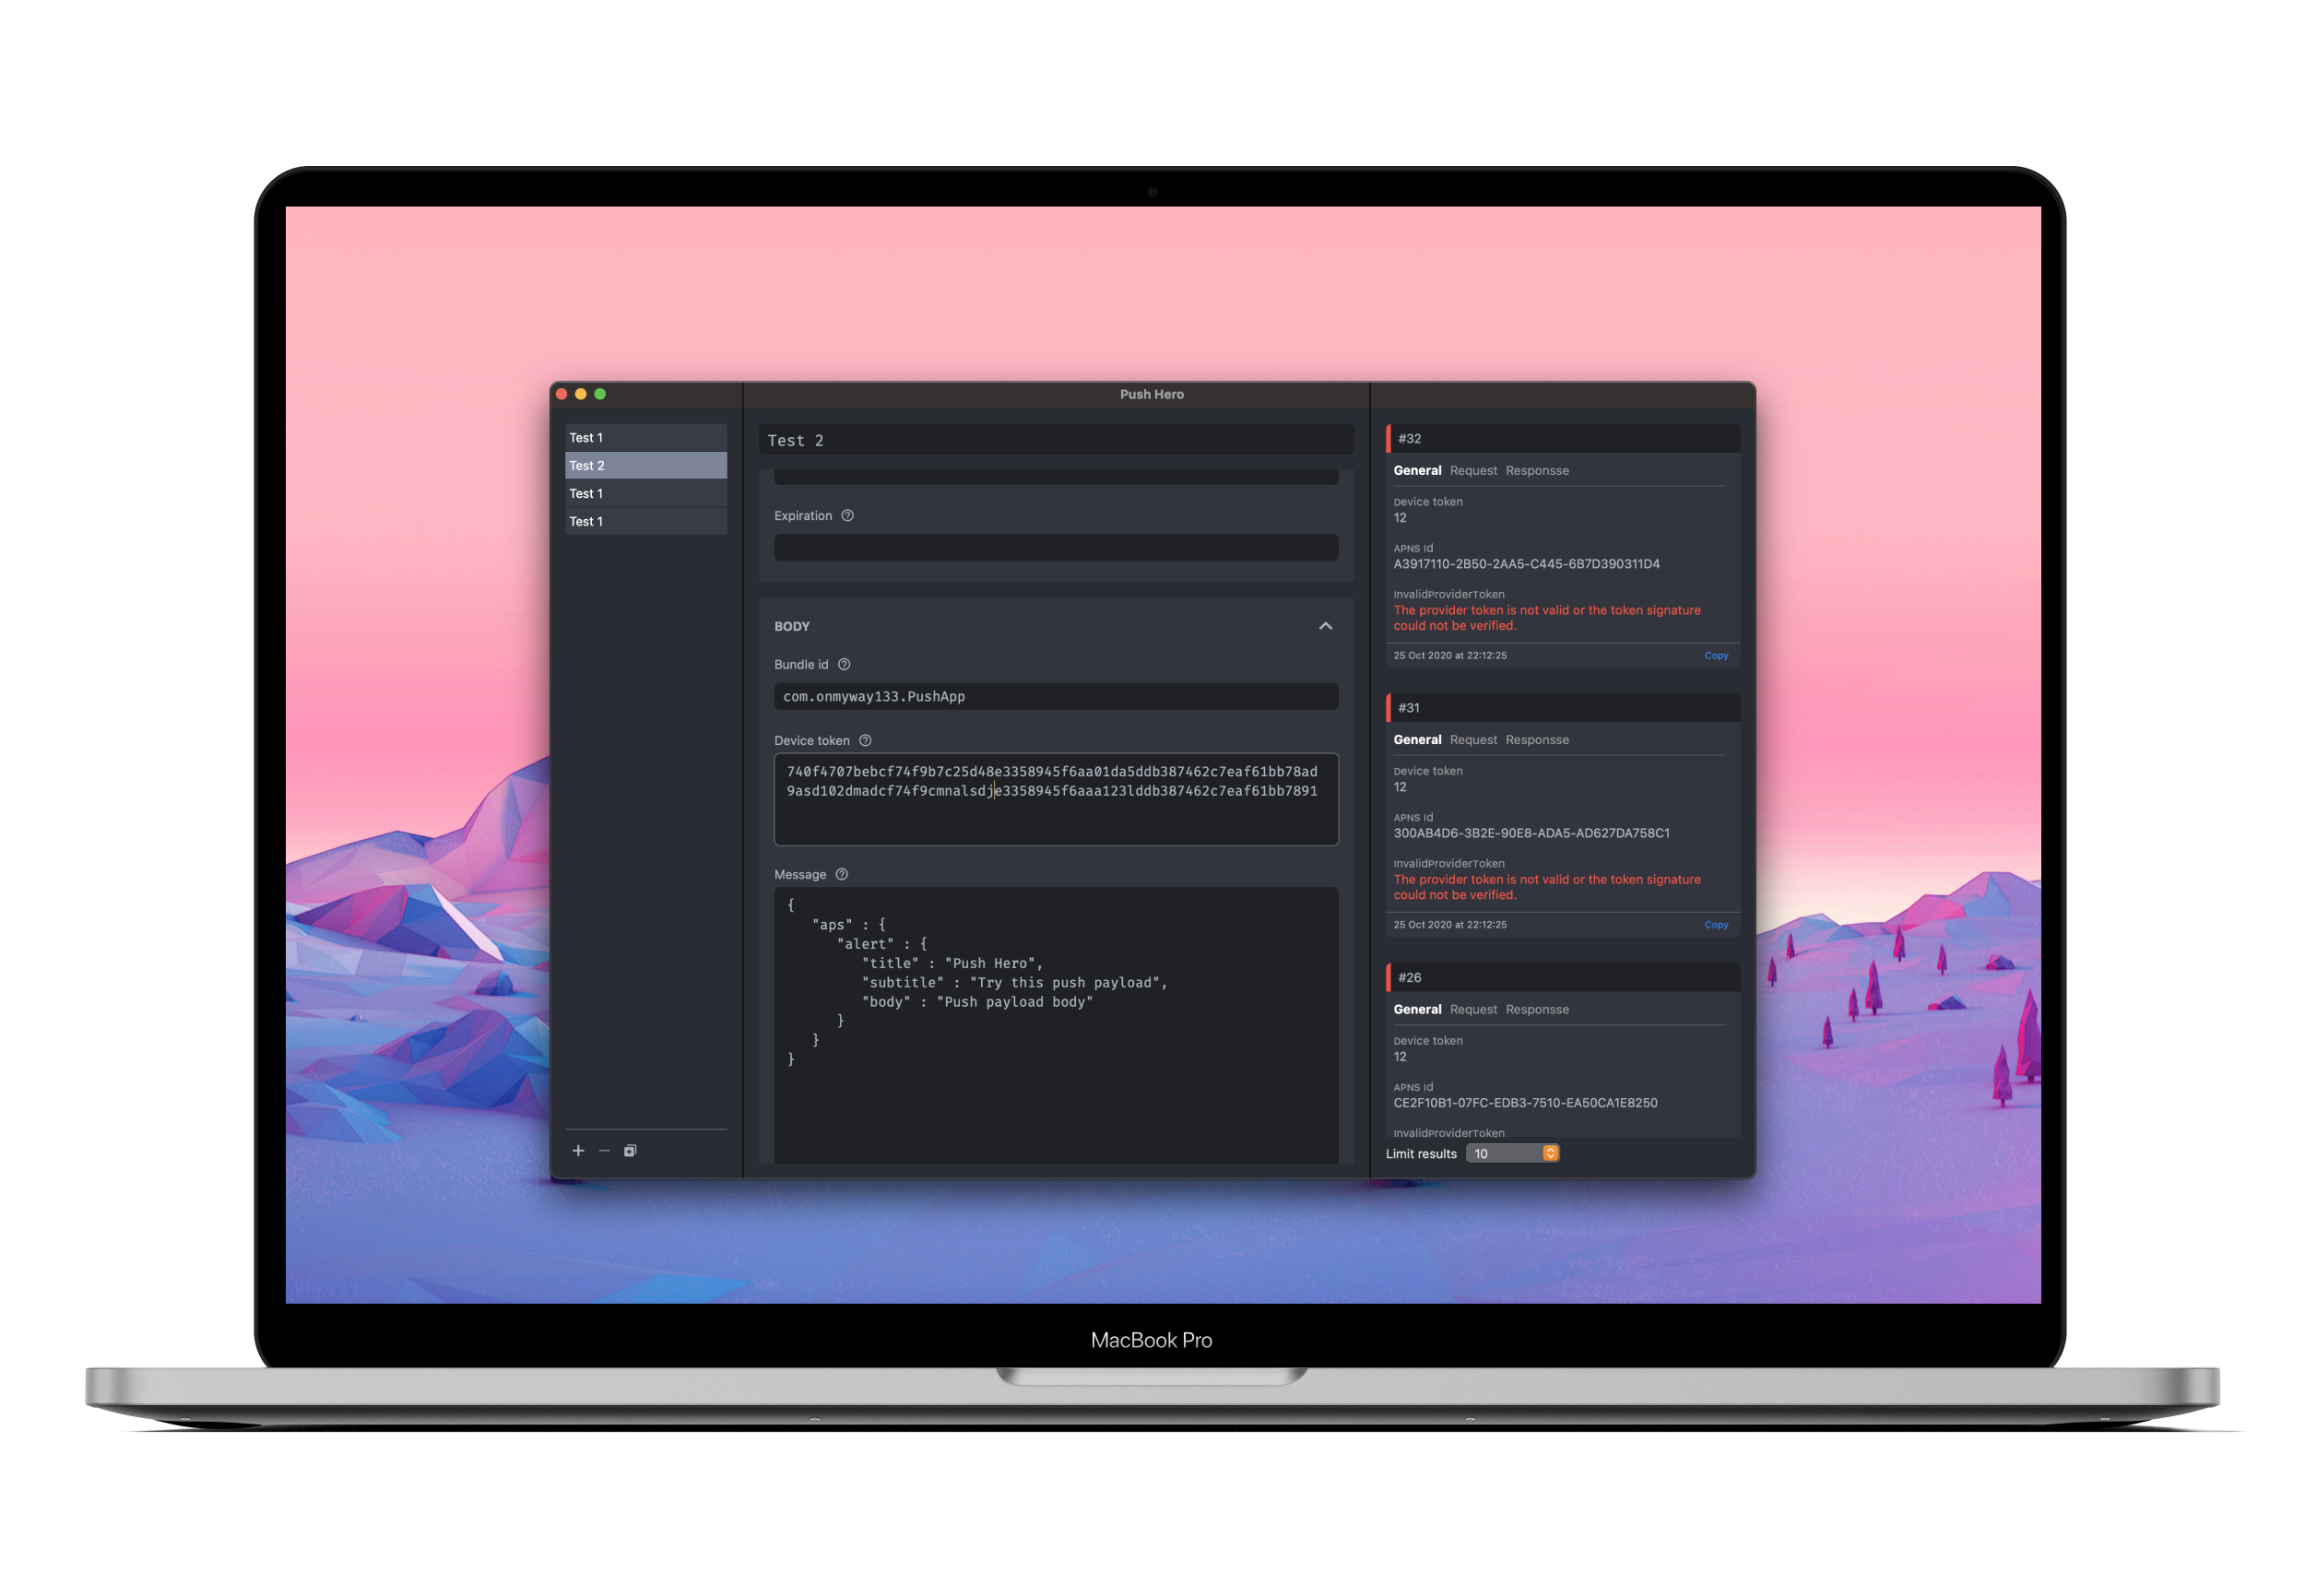 Push Hero
Test 1
Test 2
Test 1
Test 1
Test 2
Expiration
BODY
Bundle id
com.onmyway133.PushApp
Device token
740f4707bebcf74f9b7c25d48e3358945f6aa01da5ddb387462c7eaf61bb78ad
9asd102dmadcf74f9cmnalsdje3358945f6aaa123lddb387462c7eaf61bb7891
Message
{
"aps" : {
"alert" : {
"title" : "Push Hero",
"subtitle" : "Try this push payload",
"body" : "Push payload body"
}
}
}
#32
General Request Responsse
Device token
12
APNS Id
A3917110-2B50-2AA5-C445-6B7D390311D4
InvalidProviderToken
The provider token is not valid or the token signature
could not be verified.
25 Oct 2020 at 22:12:25 Copy
#31
General Request Responsse
Device token
12
APNS Id
300AB4D6-3B2E-90E8-ADA5-AD627DA758C1
InvalidProviderToken
The provider token is not valid or the token signature
could not be verified.
25 Oct 2020 at 22:12:25 Copy
#26
General Request Responsse
Device token
12
APNS Id
CE2F10B1-07FC-EDB3-7510-EA50CA1E8250
InvalidProviderToken
Limit results 10
MacBook Pro